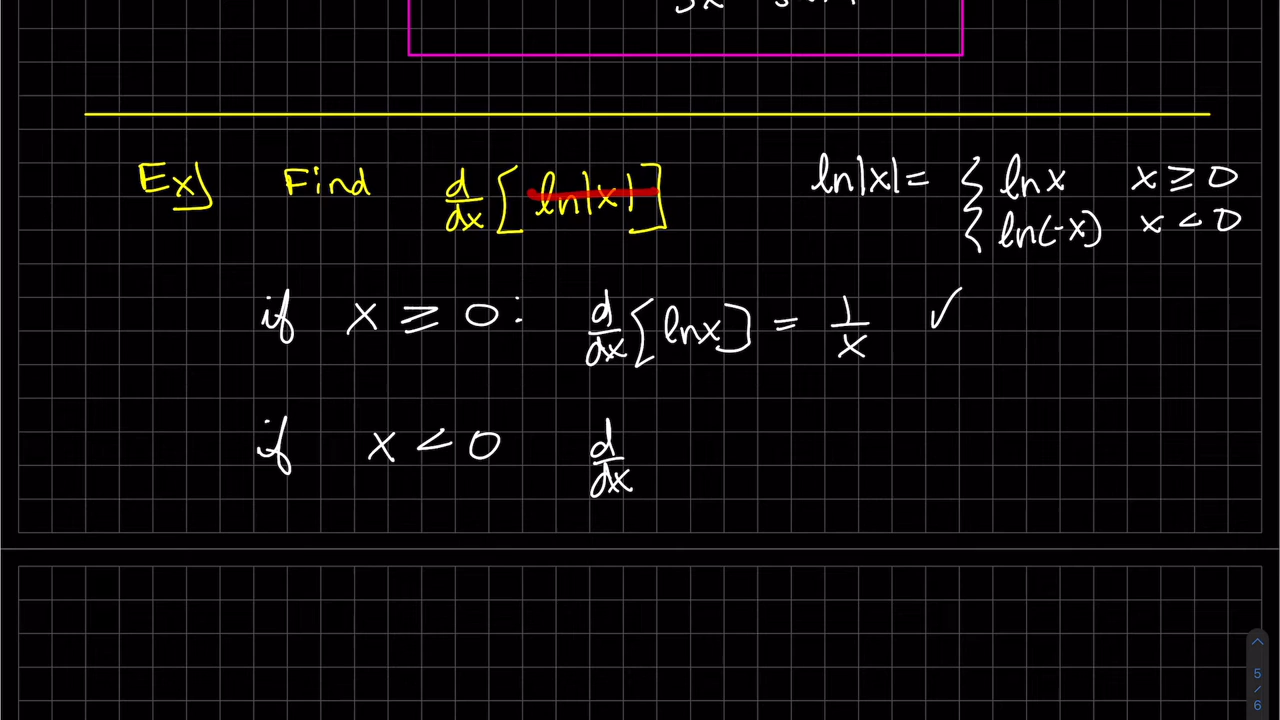 Ex) Find d/dx [ln|x|] ln|x| = { ln x x ≥ 0
{ ln(-x) x < 0
if x ≥ 0: d/dx [ln x] = 1/x ✓
if x < 0 d/dx
5
/
6